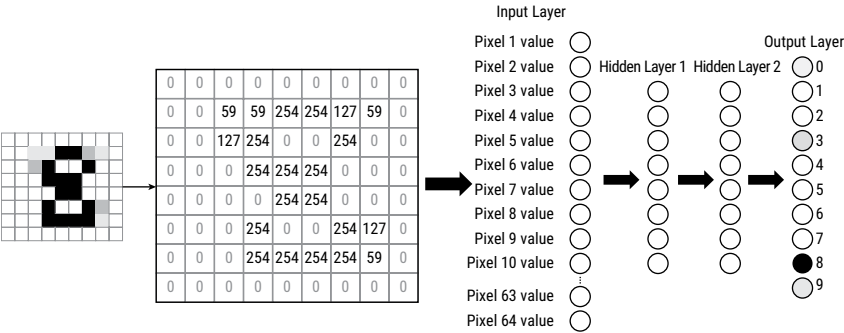 Input Layer
Pixel 1 value
Pixel 2 value
Pixel 3 value
Pixel 4 value
Pixel 5 value
Pixel 6 value
Pixel 7 value
Pixel 8 value
Pixel 9 value
Pixel 10 value
Pixel 63 value
Pixel 64 value
Hidden Layer 1
Hidden Layer 2
Output Layer
0
1
2
3
4
5
6
7
8
9
0 0 0 0 0 0 0 0 0
0 0 59 59 254 254 127 59 0
0 0 127 254 0 0 254 0 0
0 0 0 254 254 254 0 0 0
0 0 0 0 254 254 0 0 0
0 0 0 254 0 0 254 127 0
0 0 0 254 254 254 254 59 0
0 0 0 0 0 0 0 0 0